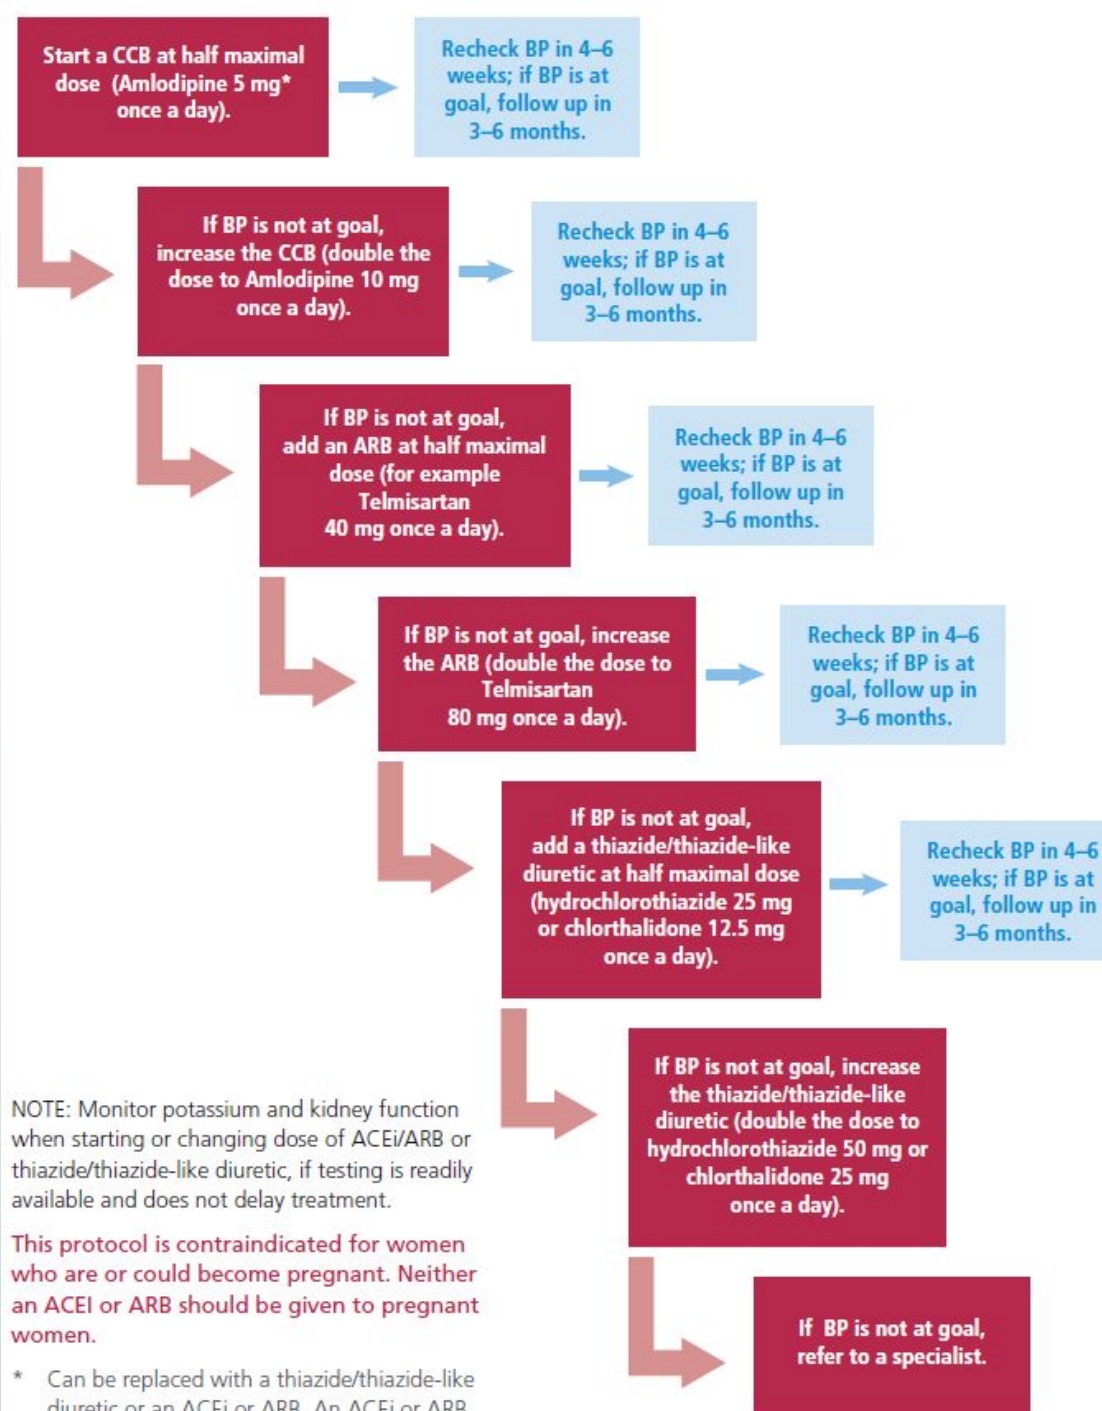 Start a CCB at half maximal
dose (Amlodipine 5 mg*
once a day).
Recheck BP in 4–6
weeks; if BP is at
goal, follow up in
3–6 months.
If BP is not at goal,
increase the CCB (double the
dose to Amlodipine 10 mg
once a day).
Recheck BP in 4–6
weeks; if BP is at
goal, follow up in
3–6 months.
If BP is not at goal,
add an ARB at half maximal
dose (for example
Telmisartan
40 mg once a day).
Recheck BP in 4–6
weeks; if BP is at
goal, follow up in
3–6 months.
If BP is not at goal, increase
the ARB (double the dose to
Telmisartan
80 mg once a day).
Recheck BP in 4–6
weeks; if BP is at
goal, follow up in
3–6 months.
If BP is not at goal,
add a thiazide/thiazide-like
diuretic at half maximal dose
(hydrochlorothiazide 25 mg
or chlorthalidone 12.5 mg
once a day).
Recheck BP in 4–6
weeks; if BP is at
goal, follow up in
3–6 months.
If BP is not at goal, increase
the thiazide/thiazide-like
diuretic (double the dose to
hydrochlorothiazide 50 mg or
chlorthalidone 25 mg
once a day).
If BP is not at goal,
refer to a specialist.
NOTE: Monitor potassium and kidney function
when starting or changing dose of ACEi/ARB or
thiazide/thiazide-like diuretic, if testing is readily
available and does not delay treatment.
This protocol is contraindicated for women
who are or could become pregnant. Neither
an ACEI or ARB should be given to pregnant
women.
* Can be replaced with a thiazide/thiazide-like
diuretic or an ACEi or ARB. An ACEi or ARB